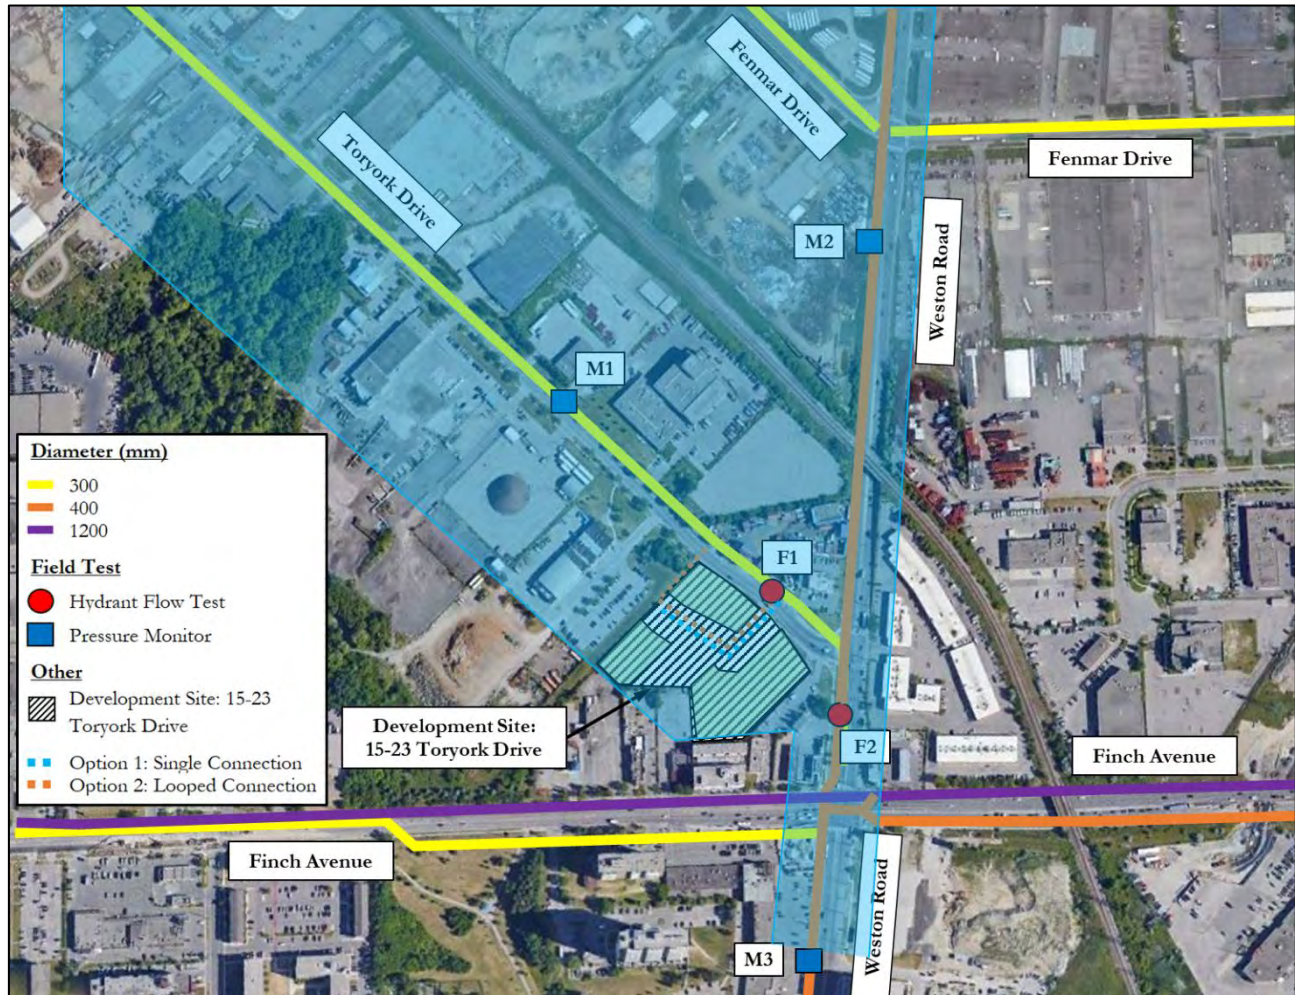 Fenmar Drive
Fenmar Drive
Toryork Drive
M2
Weston Road
M1
F1
Diameter (mm)
300
400
1200
Field Test
Hydrant Flow Test
Pressure Monitor
Other
Development Site: 15-23
Toryork Drive
Option 1: Single Connection
Option 2: Looped Connection
Development Site:
15-23 Toryork Drive
F2
Finch Avenue
Finch Avenue
Weston Road
M3